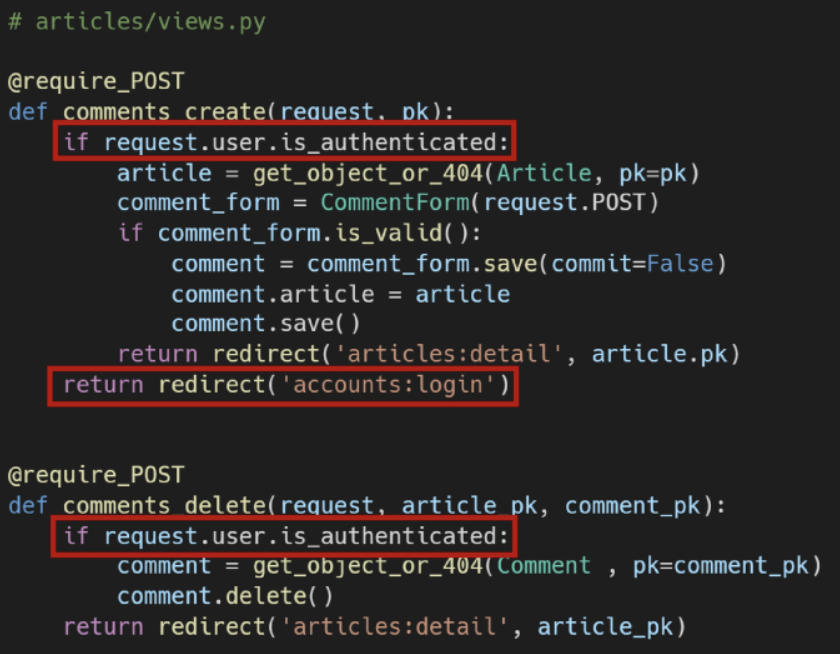 # articles/views.py
@require_POST
def comments_create(request, pk):
    if request.user.is_authenticated:
        article = get_object_or_404(Article, pk=pk)
        comment_form = CommentForm(request.POST)
        if comment_form.is_valid():
            comment = comment_form.save(commit=False)
            comment.article = article
            comment.save()
        return redirect('articles:detail', article.pk)
    return redirect('accounts:login')
@require_POST
def comments_delete(request, article_pk, comment_pk):
    if request.user.is_authenticated:
        comment = get_object_or_404(Comment , pk=comment_pk)
        comment.delete()
    return redirect('articles:detail', article_pk)